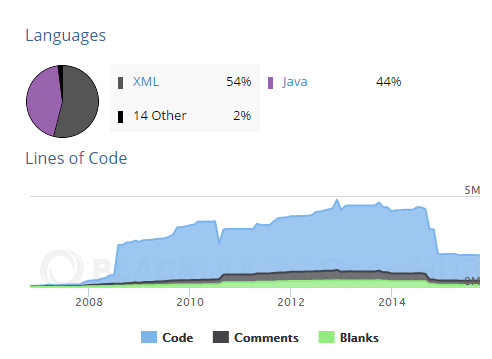 Languages
XML 54% Java 44%
14 Other 2%
Lines of Code
5M
0M
2008 2010 2012 2014
Code Comments Blanks